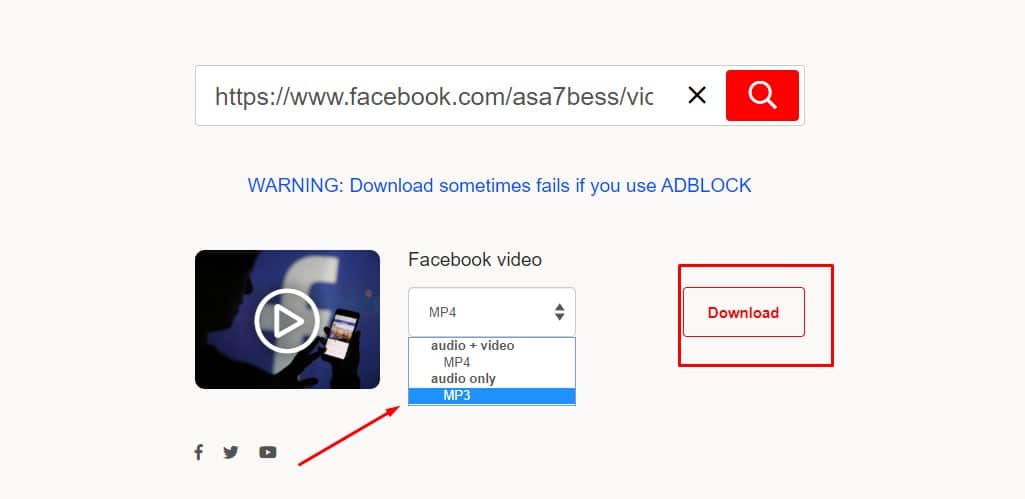 https://www.facebook.com/asa7bess/vic
WARNING: Download sometimes fails if you use ADBLOCK
Facebook video
MP4
Download
audio + video
MP4
audio only
MP3